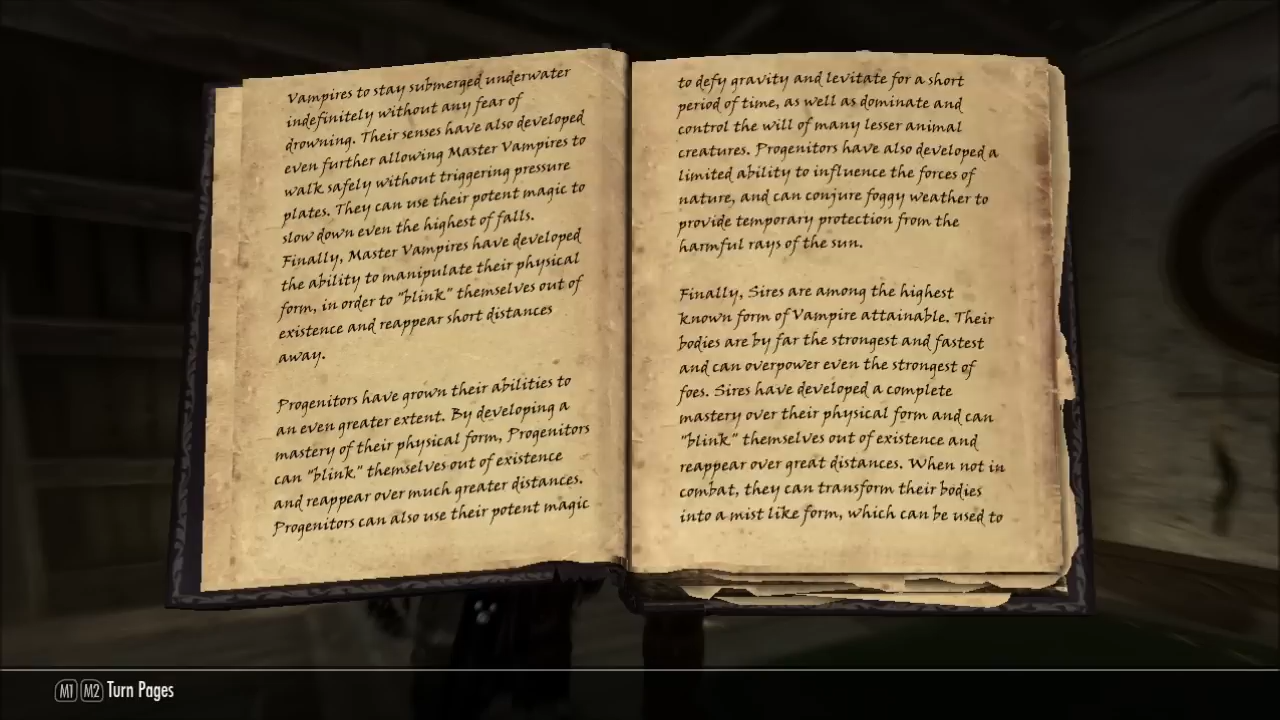 Vampires to stay submerged underwater
indefinitely without any fear of
drowning. Their senses have also developed
even further allowing Master Vampires to
walk safely without triggering pressure
plates. They can use their potent magic to
slow down even the highest of falls.
Finally, Master Vampires have developed
the ability to manipulate their physical
form, in order to "blink" themselves out of
existence and reappear short distances
away.
Progenitors have grown their abilities to
an even greater extent. By developing a
mastery of their physical form, Progenitors
can "blink" themselves out of existence
and reappear over much greater distances.
Progenitors can also use their potent magic
to defy gravity and levitate for a short
period of time, as well as dominate and
control the will of many lesser animal
creatures. Progenitors have also developed a
limited ability to influence the forces of
nature, and can conjure foggy weather to
provide temporary protection from the
harmful rays of the sun.
Finally, Sires are among the highest
known form of Vampire attainable. Their
bodies are by far the strongest and fastest
and can overpower even the strongest of
foes. Sires have developed a complete
mastery over their physical form and can
"blink" themselves out of existence and
reappear over great distances. When not in
combat, they can transform their bodies
into a mist like form, which can be used to
M1 M2 Turn Pages